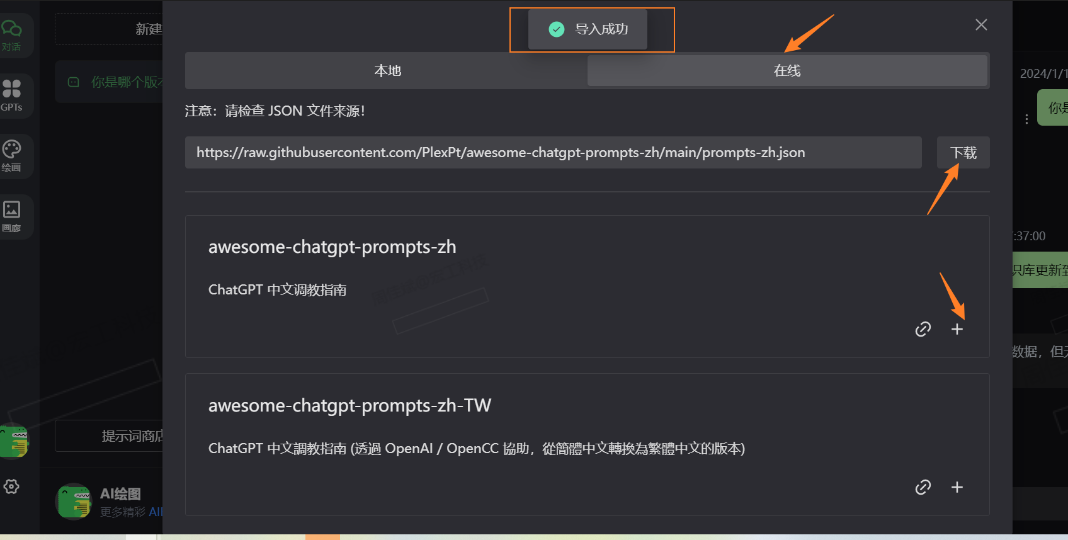 导入成功
对话
GPTs
绘画
画廊
新建
你是哪个版本
提示词商店
AI绘图
更多精彩 AI
本地
在线
注意：请检查 JSON 文件来源！
https://raw.githubusercontent.com/PlexPt/awesome-chatgpt-prompts-zh/main/prompts-zh.json
下载
awesome-chatgpt-prompts-zh
ChatGPT 中文调教指南
awesome-chatgpt-prompts-zh-TW
ChatGPT 中文調教指南 (透過 OpenAI / OpenCC 協助，從簡體中文轉換為繁體中文的版本)
2024/1/1
你是
:37:00
识库更新至
数据，但无